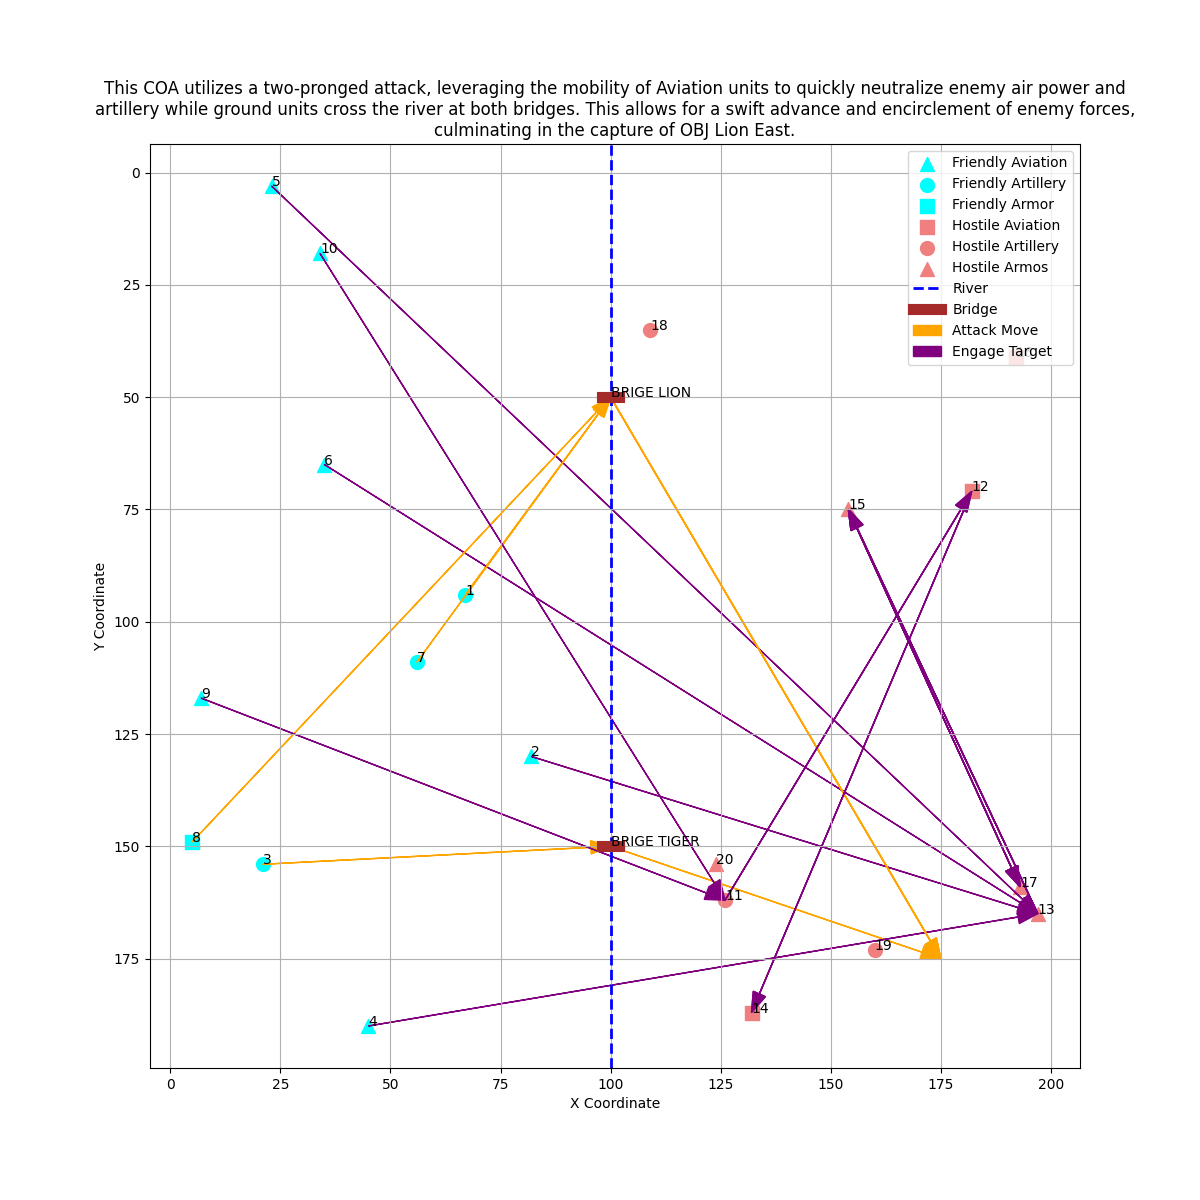 This COA utilizes a two-pronged attack, leveraging the mobility of Aviation units to quickly neutralize enemy air power and
artillery while ground units cross the river at both bridges. This allows for a swift advance and encirclement of enemy forces,
culminating in the capture of OBJ Lion East.
Friendly Aviation
Friendly Artillery
Friendly Armor
Hostile Aviation
Hostile Artillery
Hostile Armos
River
Bridge
Attack Move
Engage Target
0
25
50
75
100
125
150
175
Y Coordinate
5
10
18
BRIGE LION
6
12
15
1
7
9
2
BRIGE TIGER
8
3
20
17
11
13
19
14
4
0
25
50
75
100
125
150
175
200
X Coordinate